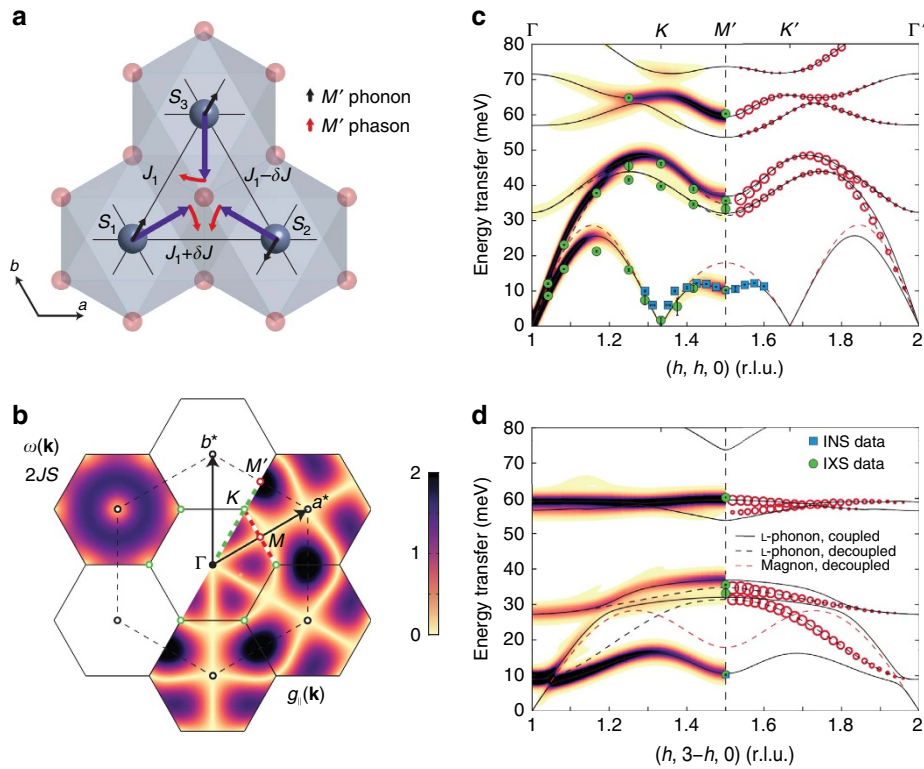 a
S3
M′ phonon
M′ phason
J1
J1−δJ
S1
S2
J1+δJ
b
a
b
ω(k)
2JS
b*
M′
K
a*
M
Γ
g∥(k)
2
1
0
c
Γ
K
M′
K′
Γ′
Energy transfer (meV)
80
70
60
50
40
30
20
10
0
1
1.2
1.4
1.6
1.8
2
(h, h, 0) (r.l.u.)
d
Energy transfer (meV)
80
70
60
50
40
30
20
10
0
INS data
IXS data
L-phonon, coupled
L-phonon, decoupled
Magnon, decoupled
1
1.2
1.4
1.6
1.8
2
(h, 3−h, 0) (r.l.u.)